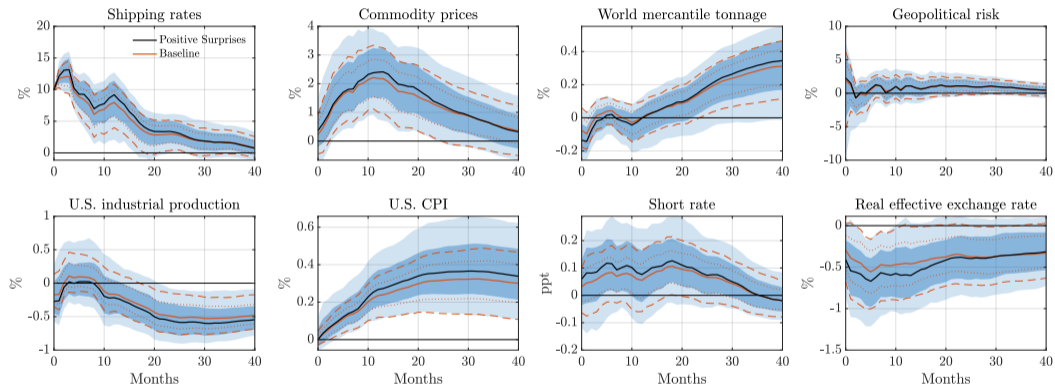 Shipping rates
Commodity prices
World mercantile tonnage
Geopolitical risk
20
15
10
5
0
%
Positive Surprises
Baseline
0 10 20 30 40
4
3
2
1
0
%
0 10 20 30 40
0.4
0.2
0
-0.2
%
0 10 20 30 40
10
5
0
-5
-10
%
0 10 20 30 40
U.S. industrial production
U.S. CPI
Short rate
Real effective exchange rate
1
0.5
0
-0.5
-1
%
0 10 20 30 40
Months
0.6
0.4
0.2
0
%
0 10 20 30 40
Months
0.2
0.1
0
-0.1
-0.2
ppt
0 10 20 30 40
Months
0
-0.5
-1
-1.5
%
0 10 20 30 40
Months